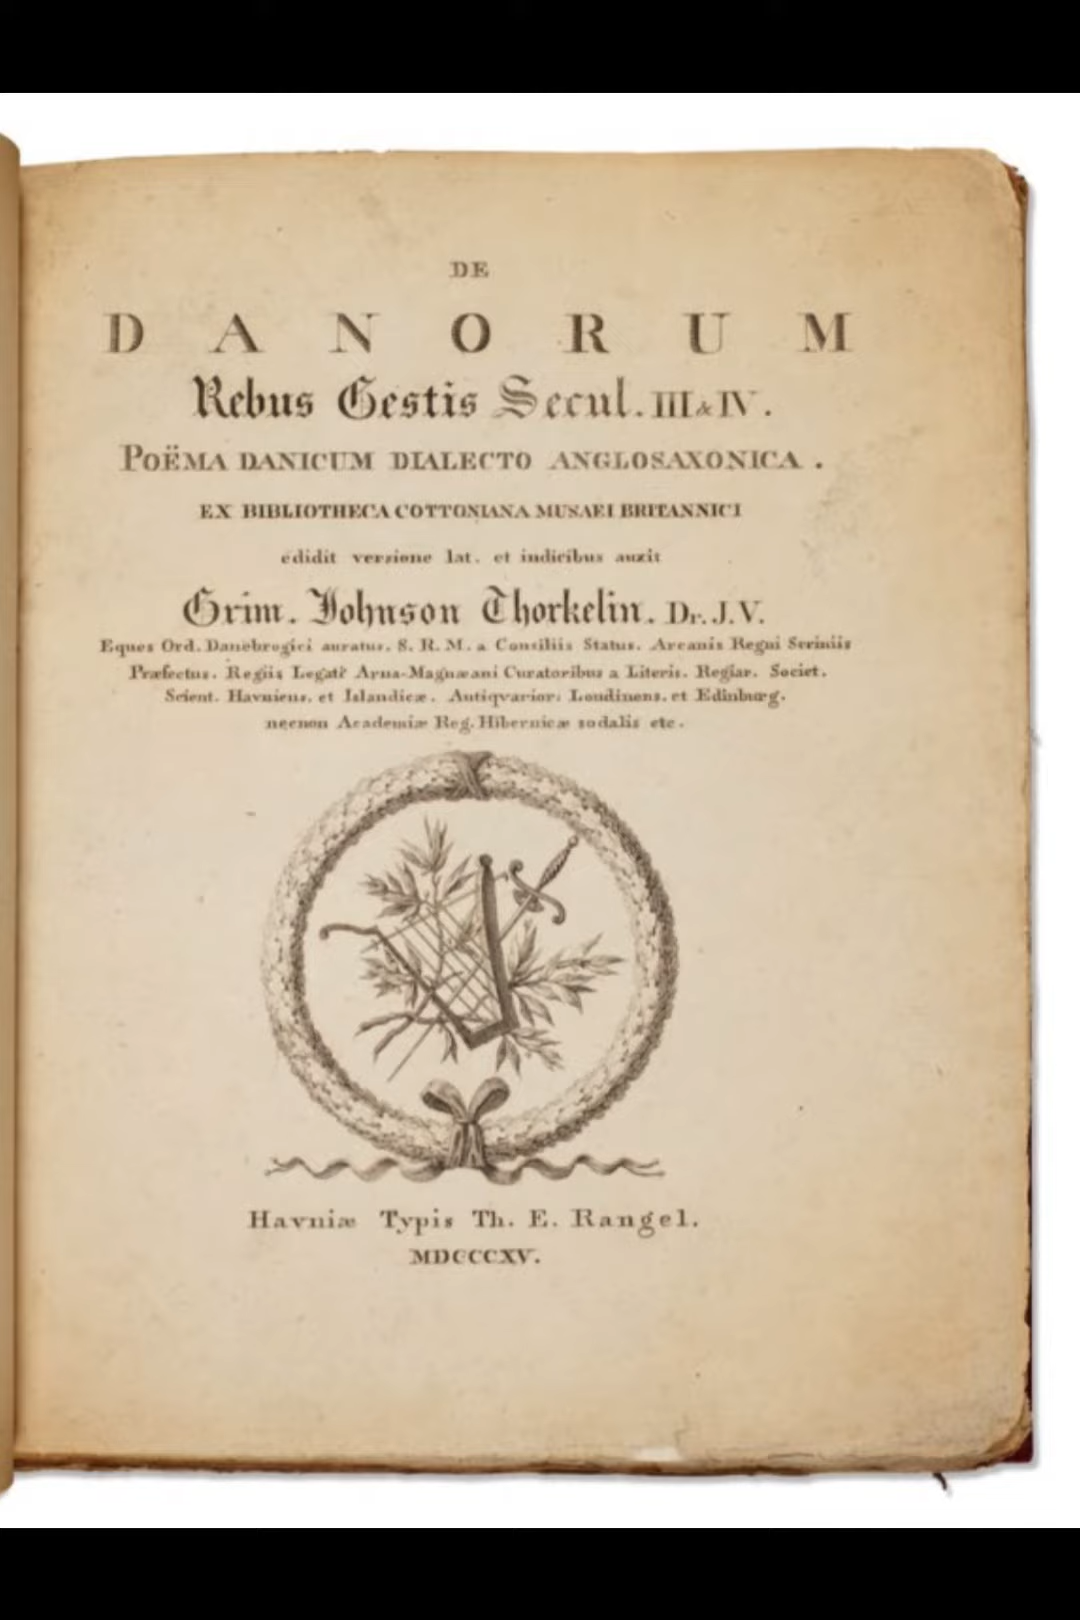 DE
DANORUM
Rebus Gestis Secul. III & IV.
POËMA DANICUM DIALECTO ANGLOSAXONICA.
EX BIBLIOTHECA COTTONIANA MUSAEI BRITANNICI
edidit versione lat. et indicibus auxit
Grim. Johnson Thorkelin. Dr. J. V.
Eques Ord. Danebrogici auratus. S. R. M. a Consiliis Status. Arcanis Regni Scriniis
Præfectus. Regiis Legati Arna-Magnæani Curatoribus a Literis. Regiar. Societ.
Scient. Havniens. et Islandicæ. Antiqvarior. Londinens. et Edinburg.
necnon Academiæ Reg. Hibernicæ sodalis etc.
Havniæ Typis Th. E. Rangel.
MDCCCXV.